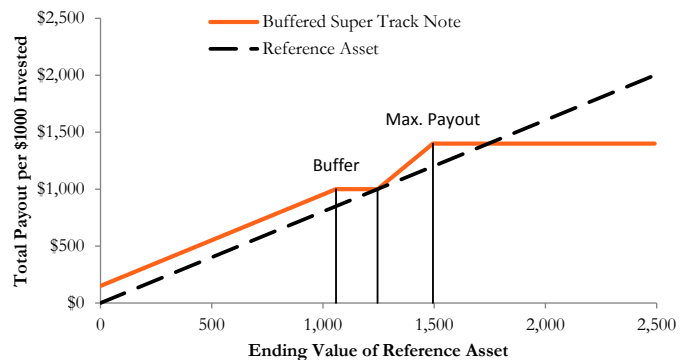 Buffered Super Track Note
Reference Asset
Total Payout per $1000 Invested
$2,500
$2,000
$1,500
$1,000
$500
$0
Max. Payout
Buffer
0
500
1,000
1,500
2,000
2,500
Ending Value of Reference Asset